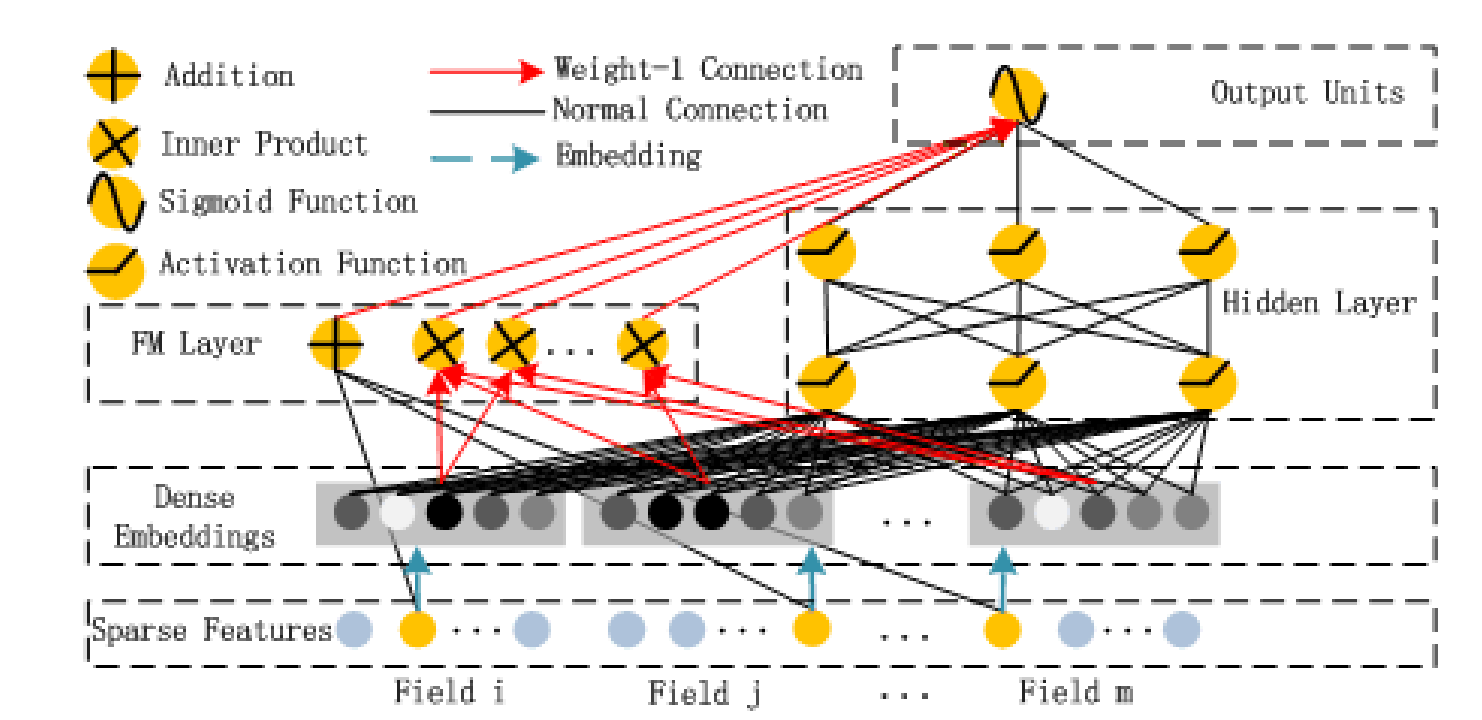 Addition
Inner Product
Sigmoid Function
Activation Function
Weight-1 Connection
Normal Connection
Embedding
Output Units
Hidden Layer
FM Layer
. . .
Dense
Embeddings
. . .
Sparse Features
. . .
. . .
. . .
. . .
Field i
Field j
. . .
Field m